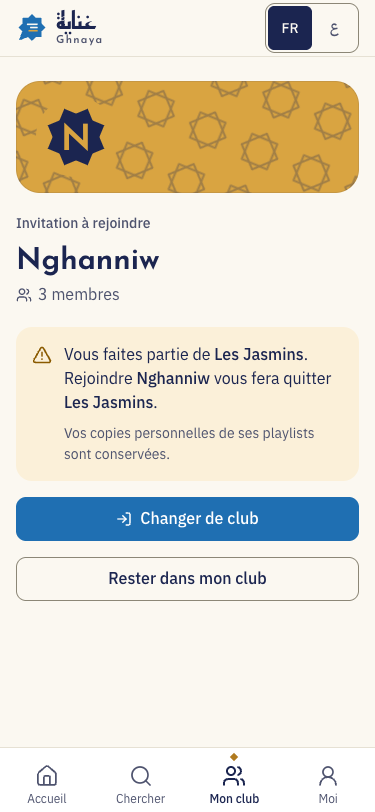 غناية
Ghnaya
FR
ع
N
Invitation à rejoindre
Nghanniw
3 membres
Vous faites partie de Les Jasmins.
Rejoindre Nghanniw vous fera quitter
Les Jasmins.
Vos copies personnelles de ses playlists
sont conservées.
Changer de club
Rester dans mon club
Accueil
Chercher
Mon club
Moi